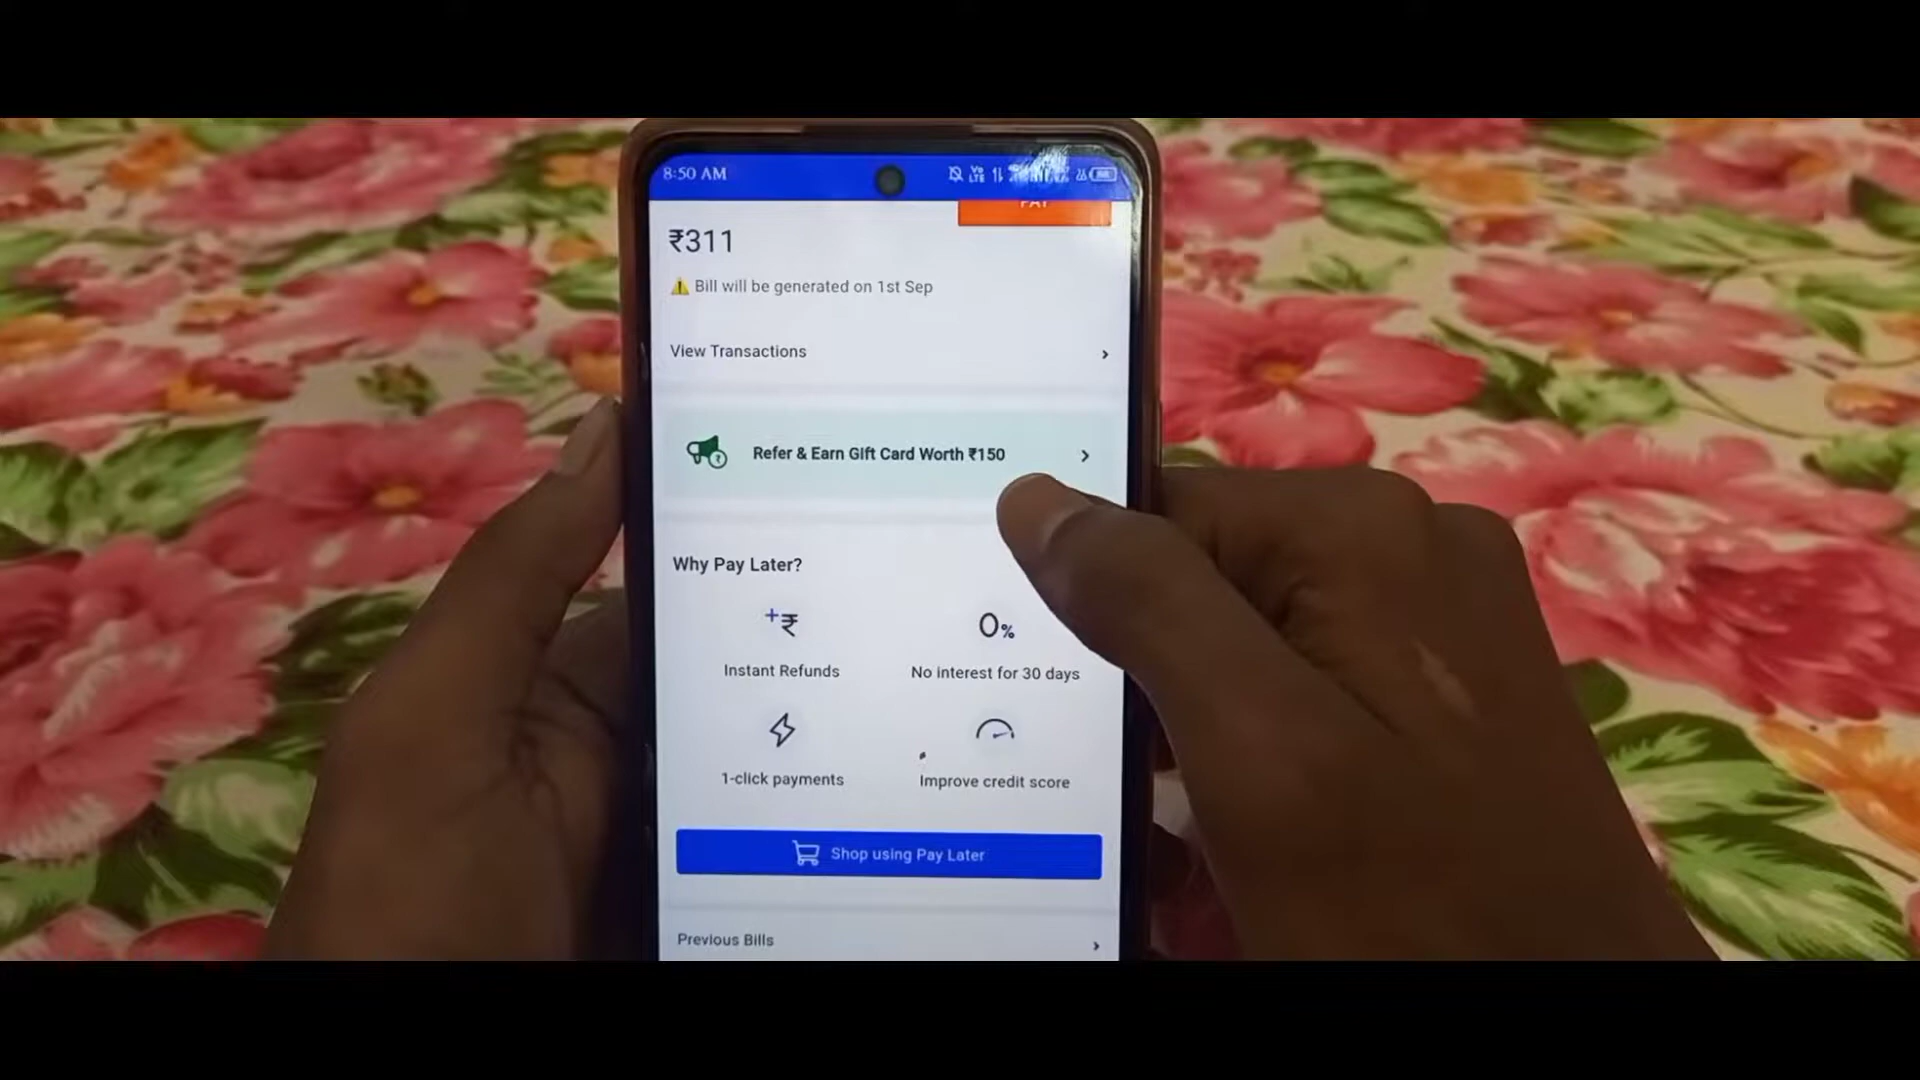 8:50 AM
PAY
₹311
Bill will be generated on 1st Sep
View Transactions
Refer & Earn Gift Card Worth ₹150
Why Pay Later?
Instant Refunds
0%
No interest for 30 days
1-click payments
Improve credit score
Shop using Pay Later
Previous Bills